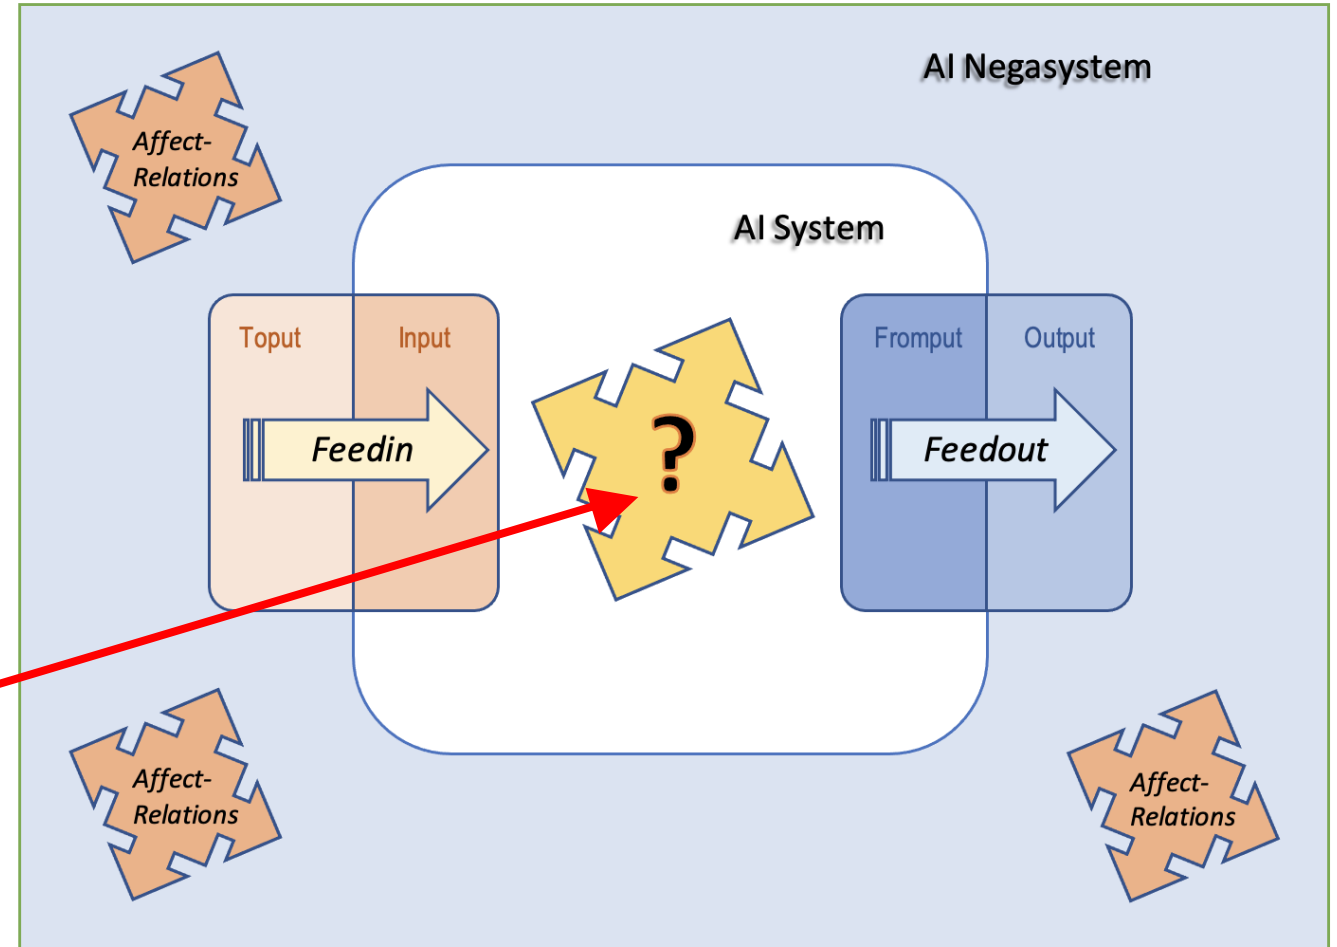 AI Negasystem
Affect-
Relations
AI System
Toput
Input
Fromput
Output
Feedin
?
Feedout
Affect-
Relations
Affect-
Relations